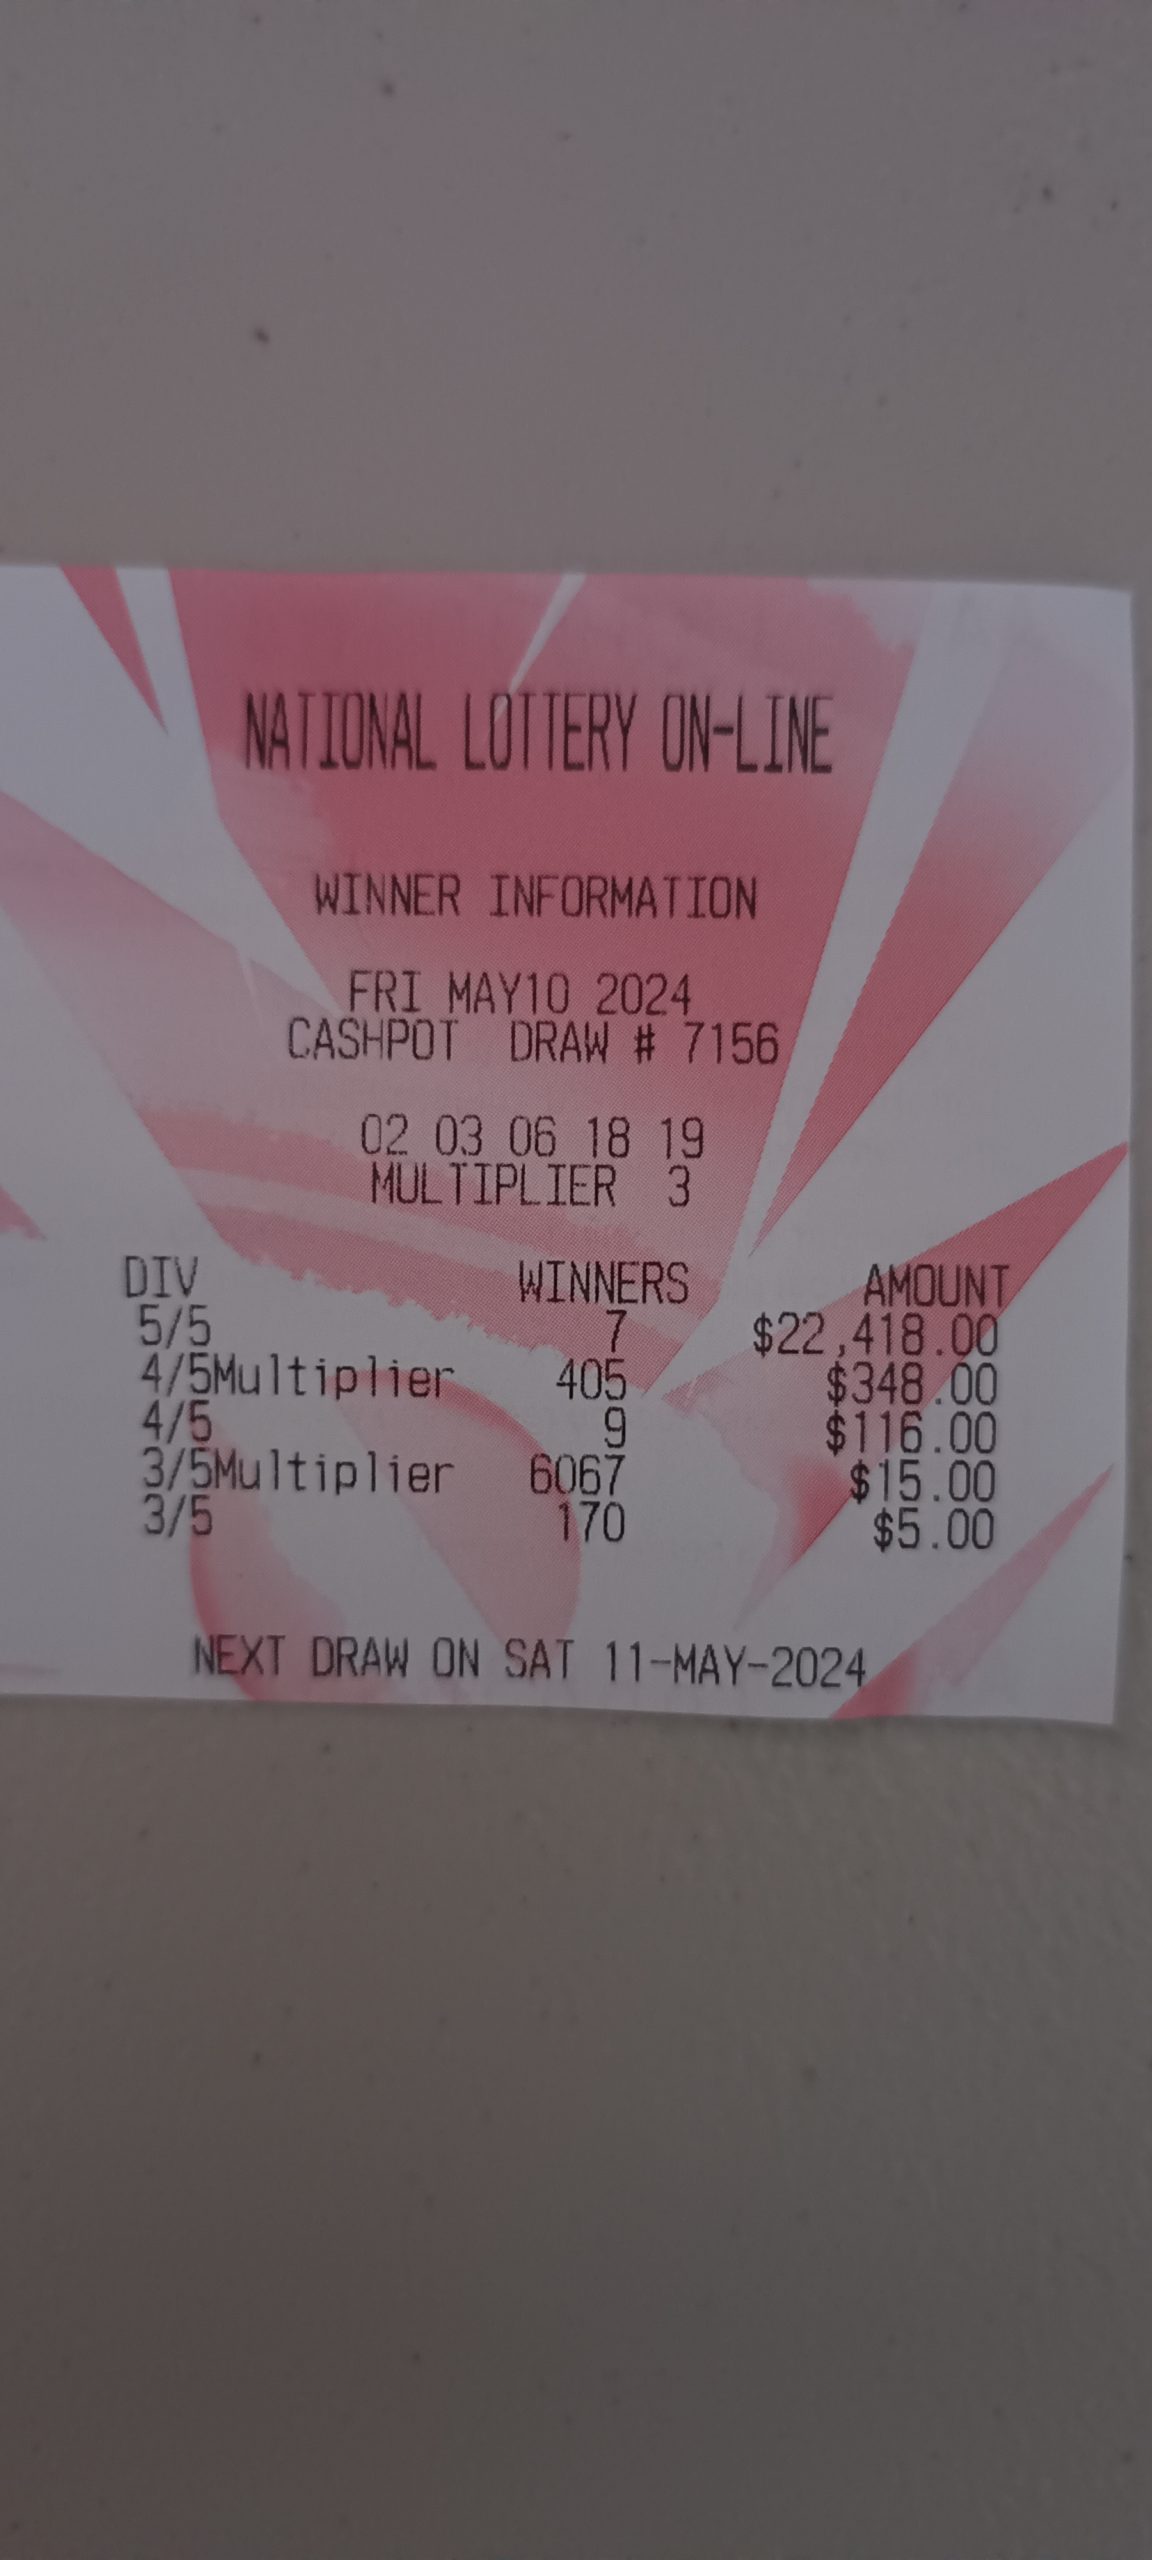 NATIONAL LOTTERY ON-LINE
WINNER INFORMATION
FRI MAY10 2024
CASHPOT DRAW # 7156
02 03 06 18 19
MULTIPLIER 3
DIV WINNERS AMOUNT
5/5 7 $22,418.00
4/5Multiplier 405 $348.00
4/5 9 $116.00
3/5Multiplier 6067 $15.00
3/5 170 $5.00
NEXT DRAW ON SAT 11-MAY-2024